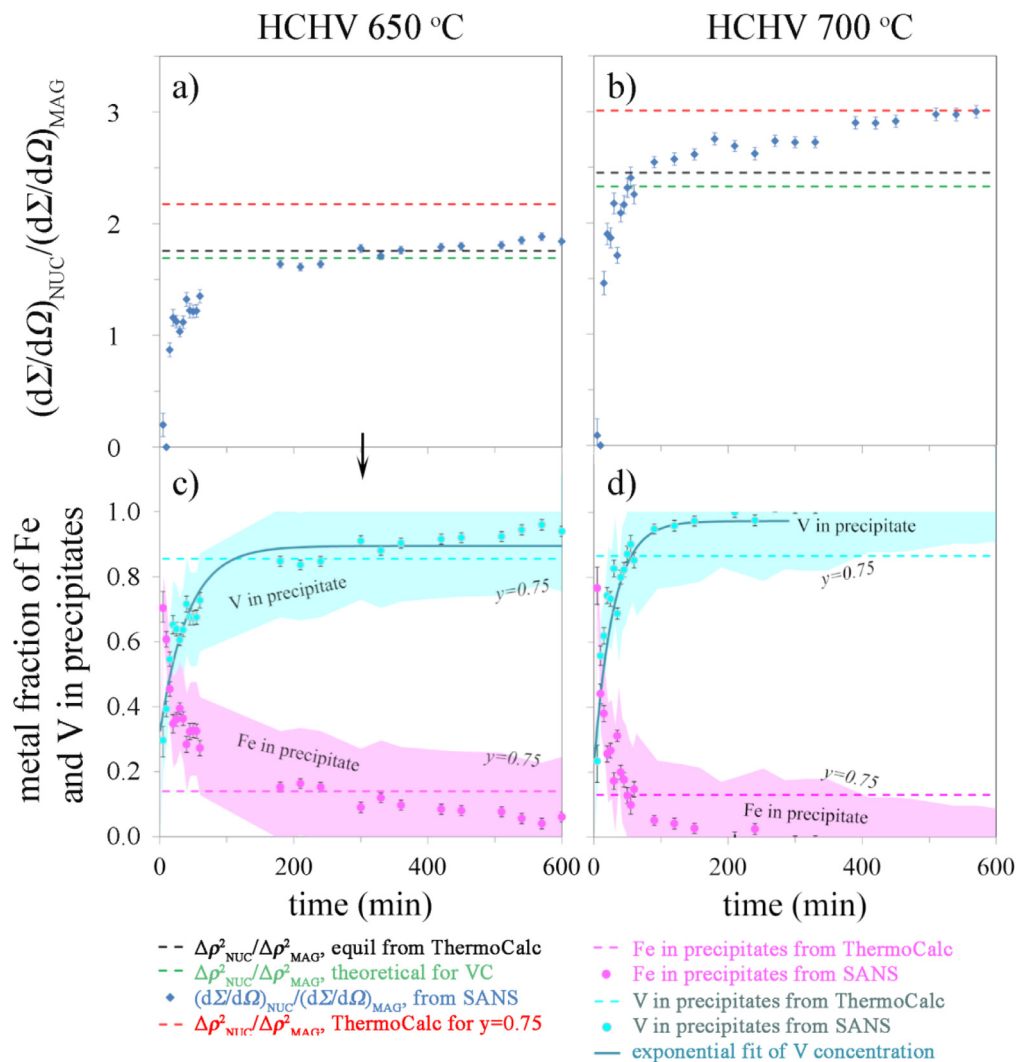 HCHV 650 °C
HCHV 700 °C
(dΣ/dΩ)NUC/(dΣ/dΩ)MAG
a)
b)
3
2
1
0
metal fraction of Fe
and V in precipitates
c)
d)
1.0
0.8
0.6
0.4
0.2
0.0
V in precipitate
y=0.75
Fe in precipitate
y=0.75
V in precipitate
y=0.75
y=0.75
Fe in precipitate
0 200 400 600
0 200 400 600
time (min)
time (min)
Δρ²NUC/Δρ²MAG, equil from ThermoCalc
Δρ²NUC/Δρ²MAG, theoretical for VC
(dΣ/dΩ)NUC/(dΣ/dΩ)MAG, from SANS
Δρ²NUC/Δρ²MAG, ThermoCalc for y=0.75
Fe in precipitates from ThermoCalc
Fe in precipitates from SANS
V in precipitates from ThermoCalc
V in precipitates from SANS
exponential fit of V concentration